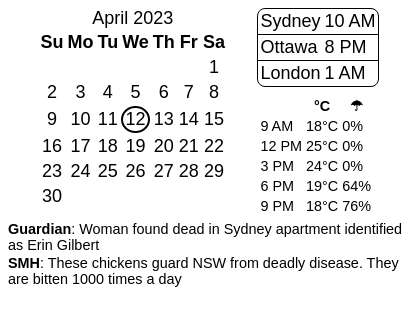 April 2023
Su Mo Tu We Th Fr Sa
1
2 3 4 5 6 7 8
9 10 11 12 13 14 15
16 17 18 19 20 21 22
23 24 25 26 27 28 29
30
Sydney 10 AM
Ottawa 8 PM
London 1 AM
°C ☂
9 AM 18°C 0%
12 PM 25°C 0%
3 PM 24°C 0%
6 PM 19°C 64%
9 PM 18°C 76%
Guardian: Woman found dead in Sydney apartment identified
as Erin Gilbert
SMH: These chickens guard NSW from deadly disease. They
are bitten 1000 times a day